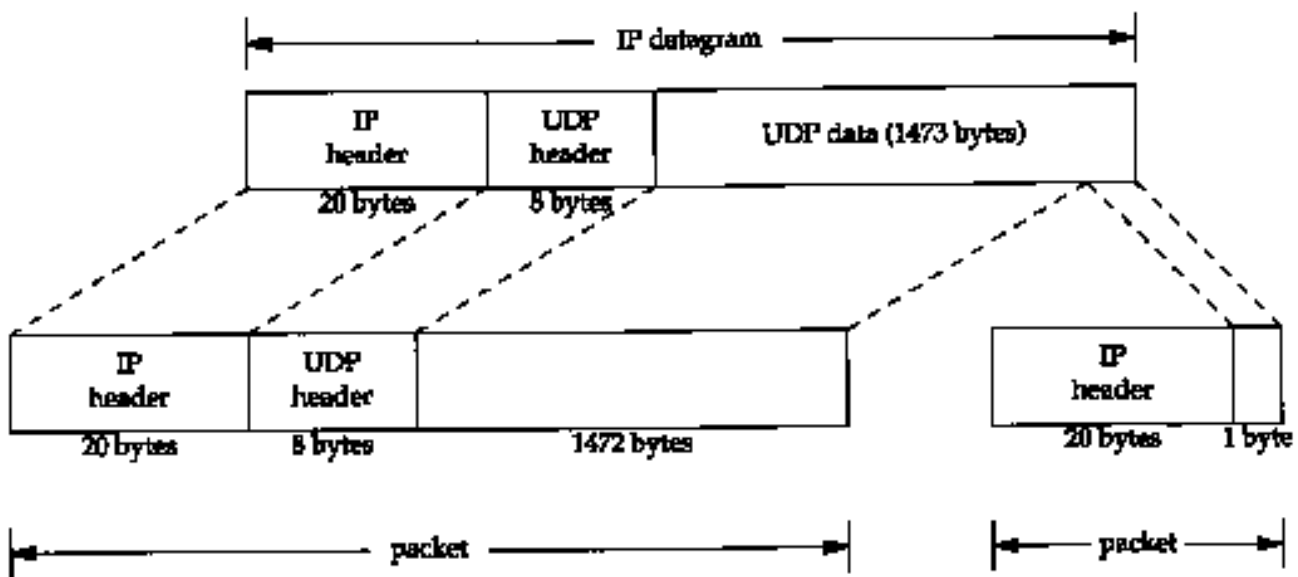 IP datagram
IP
header
UDP
header
UDP data (1473 bytes)
20 bytes
8 bytes
IP
header
UDP
header
IP
header
20 bytes
8 bytes
1472 bytes
20 bytes
1 byte
packet
packet